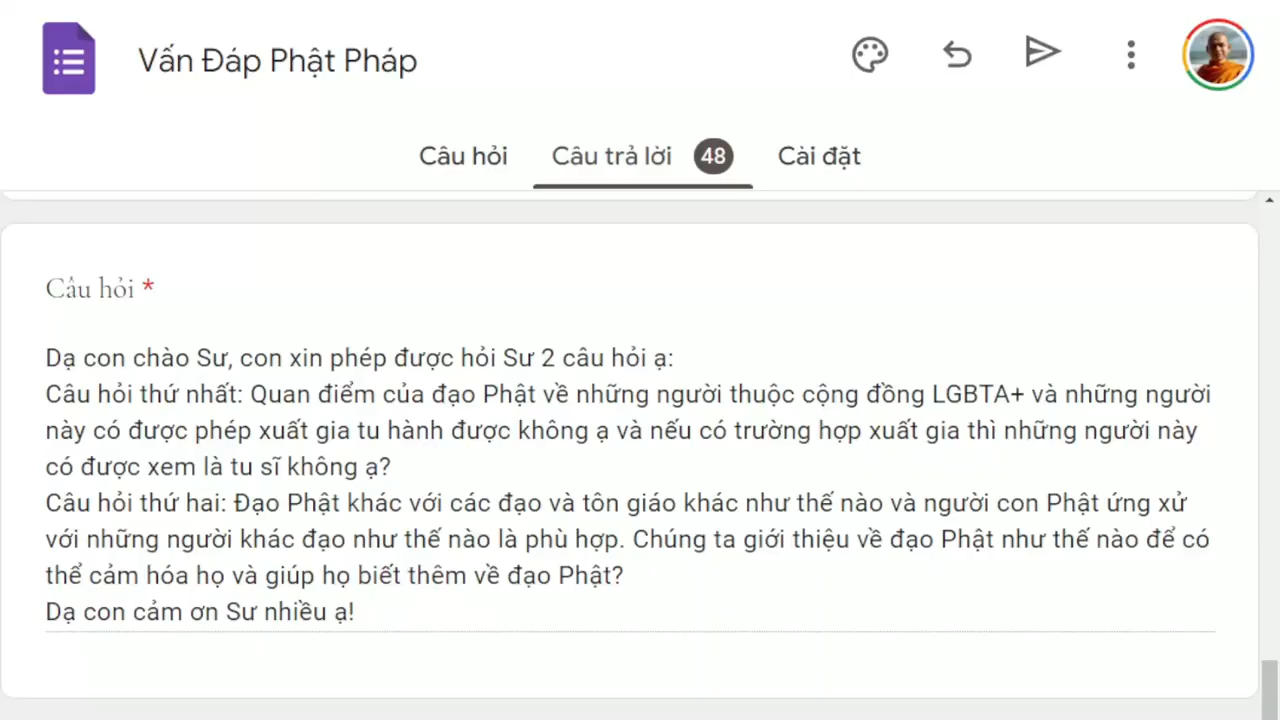 Vấn Đáp Phật Pháp
Câu hỏi
Câu trả lời 48
Cài đặt
Câu hỏi *
Dạ con chào Sư, con xin phép được hỏi Sư 2 câu hỏi ạ:
Câu hỏi thứ nhất: Quan điểm của đạo Phật về những người thuộc cộng đồng LGBTA+ và những người
này có được phép xuất gia tu hành được không ạ và nếu có trường hợp xuất gia thì những người này
có được xem là tu sĩ không ạ?
Câu hỏi thứ hai: Đạo Phật khác với các đạo và tôn giáo khác như thế nào và người con Phật ứng xử
với những người khác đạo như thế nào là phù hợp. Chúng ta giới thiệu về đạo Phật như thế nào để có
thể cảm hóa họ và giúp họ biết thêm về đạo Phật?
Dạ con cảm ơn Sư nhiều ạ!